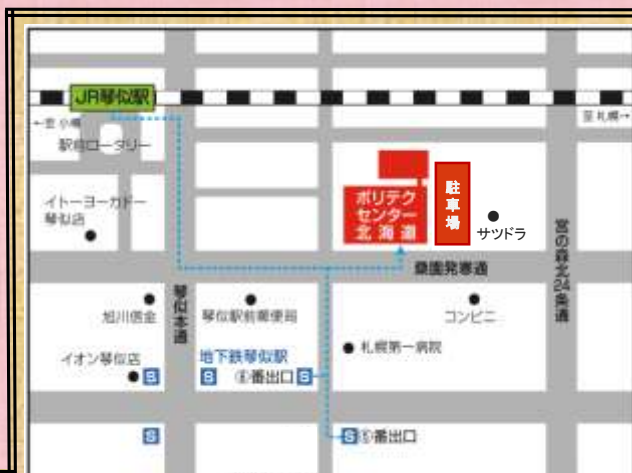 JR琴似駅
←至 小樽
至 札幌→
駅前ロータリー
イトーヨーカドー
琴似店
ポリテク
センター
北海道
駐車場
サツドラ
桑園発寒通
宮の森北24条通
琴似本通
旭川信金
琴似駅前郵便局
コンビニ
札幌第一病院
イオン琴似店
地下鉄琴似駅
S
S
⑥番出口
S
S
S
⑤番出口